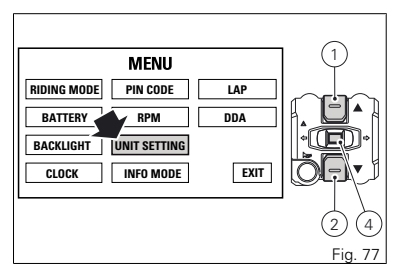 MENU
RIDING MODE PIN CODE LAP
BATTERY RPM DDA
BACKLIGHT UNIT SETTING
CLOCK INFO MODE EXIT
1
2 4
Fig. 77